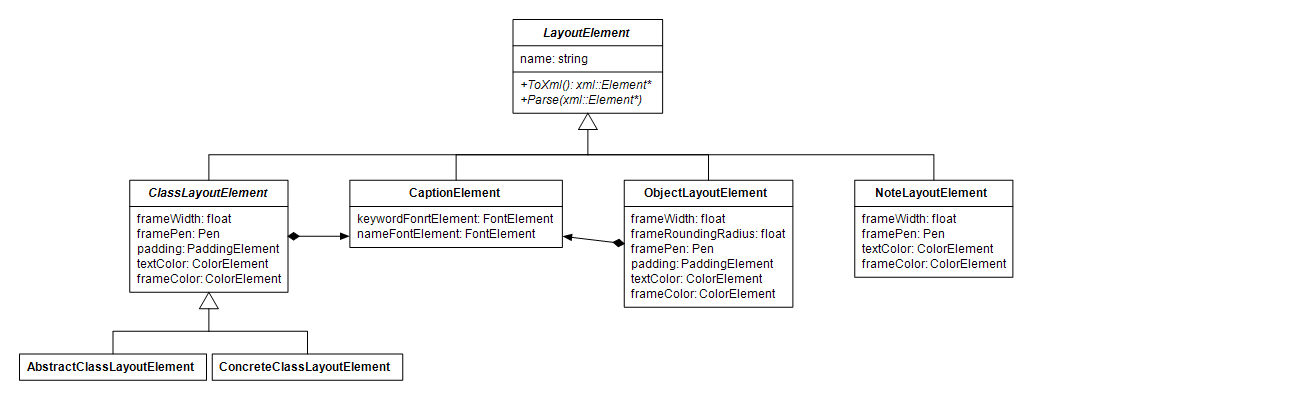 LayoutElement
name: string
+ToXml(): xml::Element*
+Parse(xml::Element*)
ClassLayoutElement
frameWidth: float
framePen: Pen
padding: PaddingElement
textColor: ColorElement
frameColor: ColorElement
CaptionElement
keywordFonrtElement: FontElement
nameFontElement: FontElement
ObjectLayoutElement
frameWidth: float
frameRoundingRadius: float
framePen: Pen
padding: PaddingElement
textColor: ColorElement
frameColor: ColorElement
NoteLayoutElement
frameWidth: float
framePen: Pen
textColor: ColorElement
frameColor: ColorElement
AbstractClassLayoutElement
ConcreteClassLayoutElement